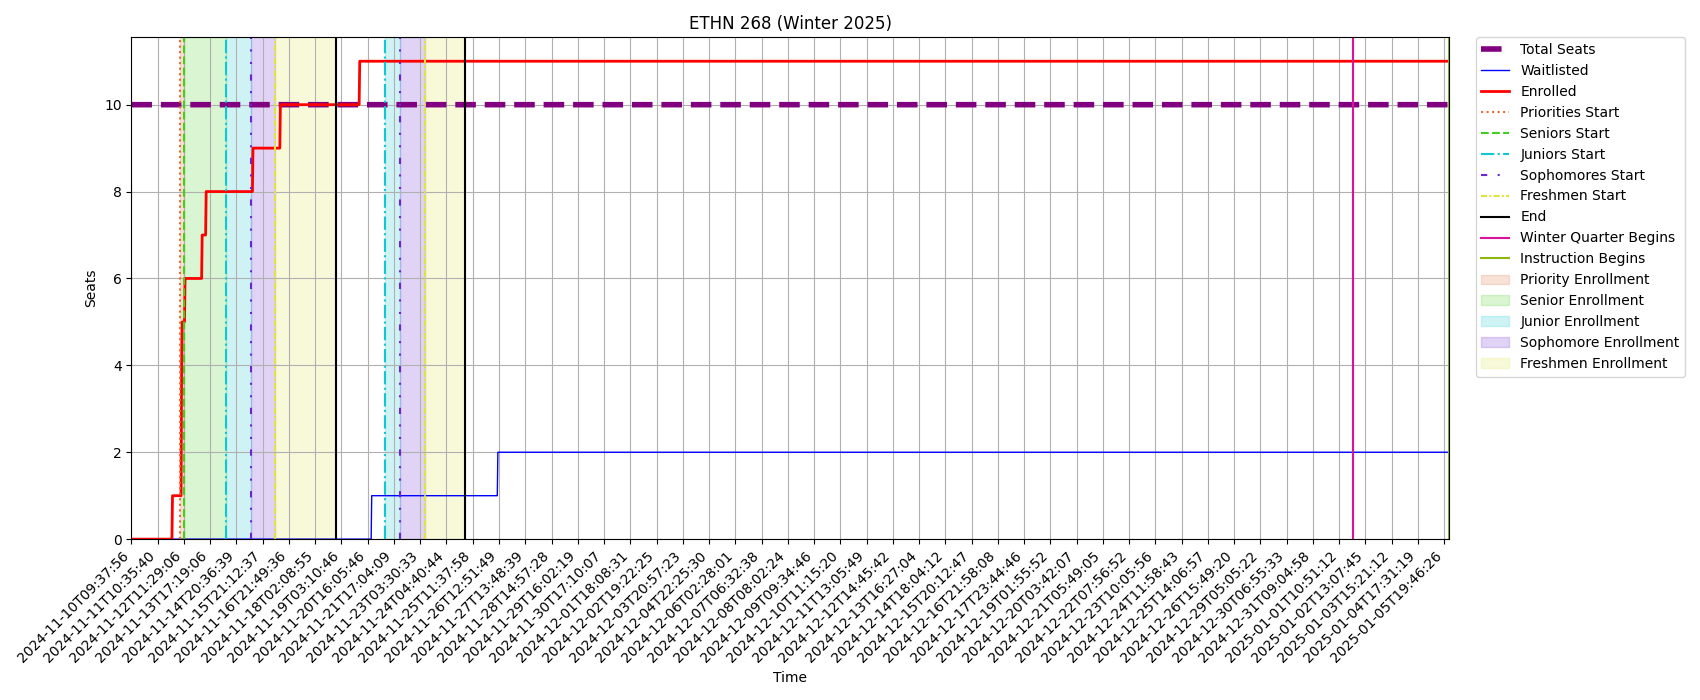 ETHN 268 (Winter 2025)
Seats
10
8
6
4
2
0
2024-11-10T09:37:56
2024-11-11T10:35:40
2024-11-12T11:29:06
2024-11-13T17:19:06
2024-11-14T20:36:39
2024-11-15T21:12:37
2024-11-16T21:49:36
2024-11-18T02:08:55
2024-11-19T03:10:46
2024-11-20T16:05:46
2024-11-21T17:04:09
2024-11-23T03:30:33
2024-11-24T04:40:44
2024-11-25T11:37:58
2024-11-26T12:51:49
2024-11-27T13:48:39
2024-11-28T14:57:28
2024-11-29T16:02:19
2024-11-30T17:10:07
2024-12-01T18:08:31
2024-12-02T19:22:25
2024-12-03T20:57:23
2024-12-04T22:25:30
2024-12-06T02:28:01
2024-12-07T06:32:38
2024-12-08T08:02:24
2024-12-09T09:34:46
2024-12-10T11:15:20
2024-12-11T13:05:49
2024-12-12T14:45:42
2024-12-13T16:27:04
2024-12-14T18:04:12
2024-12-15T20:12:47
2024-12-16T21:58:08
2024-12-17T23:44:46
2024-12-19T01:55:52
2024-12-20T03:42:07
2024-12-21T05:49:05
2024-12-22T07:56:52
2024-12-23T10:05:56
2024-12-24T11:58:43
2024-12-25T14:06:57
2024-12-26T15:49:20
2024-12-29T05:05:22
2024-12-30T06:55:33
2024-12-31T09:04:58
2025-01-01T10:51:12
2025-01-02T13:07:45
2025-01-03T15:21:12
2025-01-04T17:31:19
2025-01-05T19:46:26
Time
Total Seats
Waitlisted
Enrolled
Priorities Start
Seniors Start
Juniors Start
Sophomores Start
Freshmen Start
End
Winter Quarter Begins
Instruction Begins
Priority Enrollment
Senior Enrollment
Junior Enrollment
Sophomore Enrollment
Freshmen Enrollment